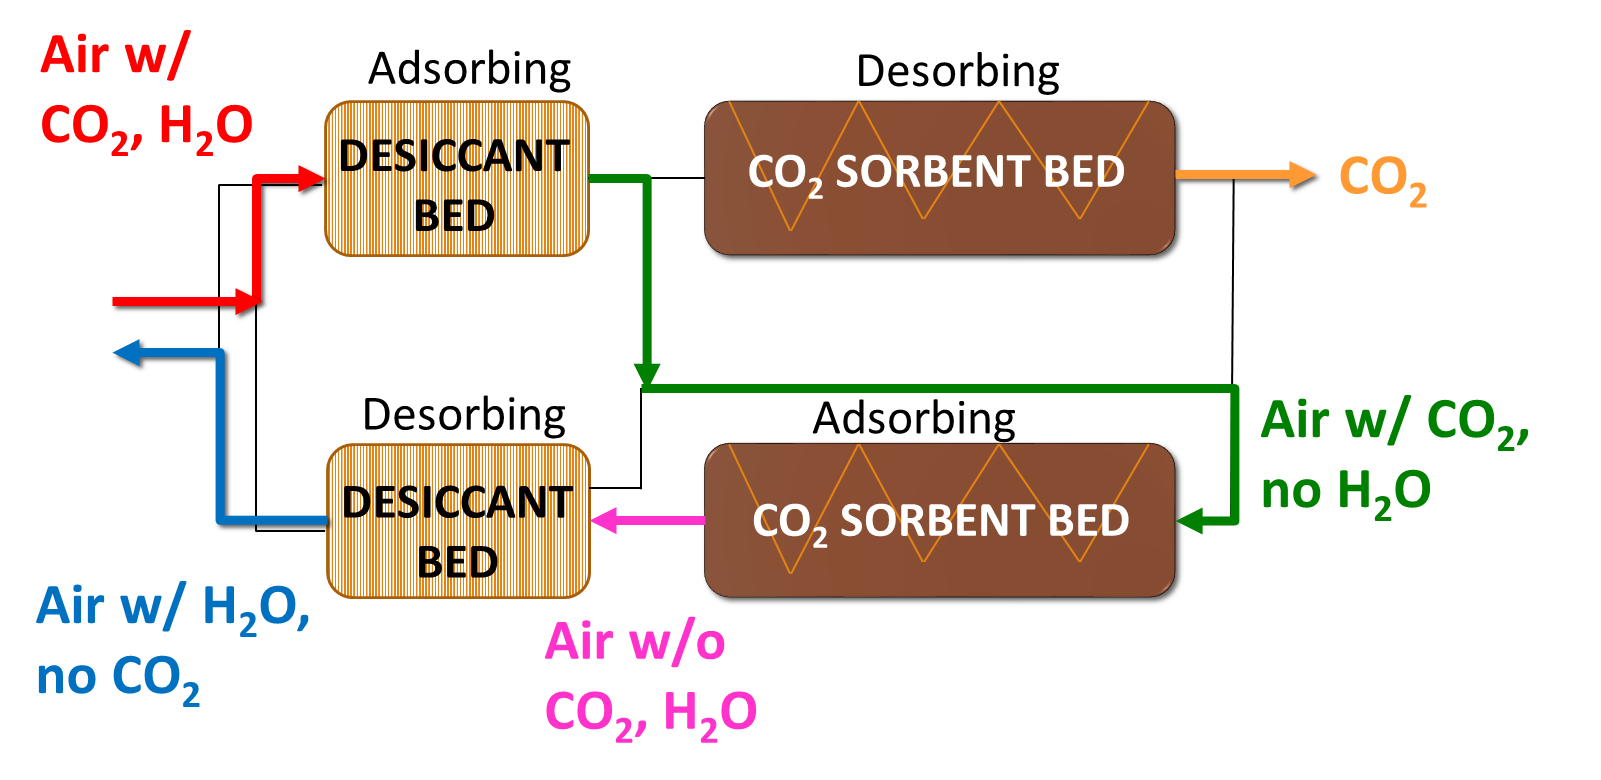 Air w/
CO₂, H₂O
Adsorbing
DESICCANT
BED
Desorbing
CO₂ SORBENT BED
CO₂
Desorbing
DESICCANT
BED
Adsorbing
CO₂ SORBENT BED
Air w/ CO₂,
no H₂O
Air w/ H₂O,
no CO₂
Air w/o
CO₂, H₂O